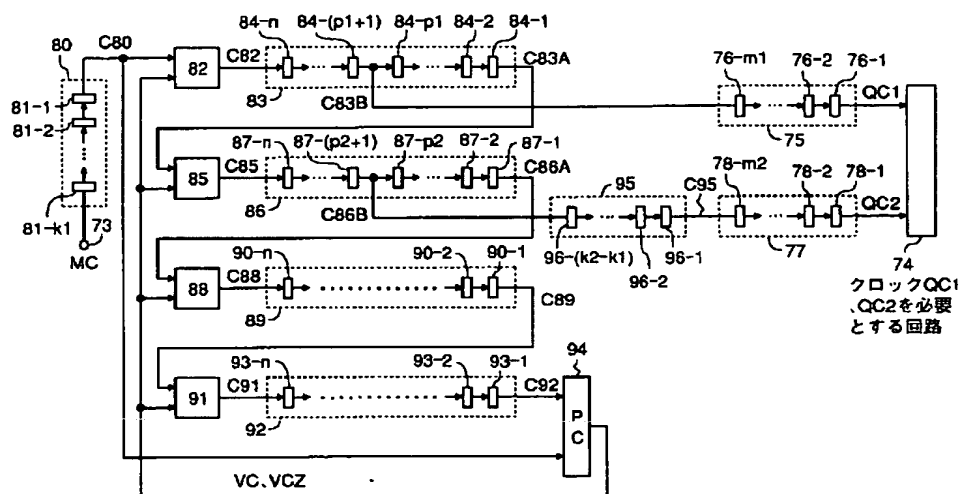 84-n 84-(p1+1) 84-p1 84-2 84-1
80 C80 82 C82 C83A
83 C83B
81-1
81-2
81-k1 73
MC
76-m1 76-2 76-1
QC1
75
87-n 87-(p2+1) 87-p2 87-2 87-1
85 C85 C86A
86 C86B
95 C95
96-(k2-k1) 96-2 96-1
78-m2 78-2 78-1
QC2
77
74
クロックQC1
、QC2を必要
とする回路
90-n 90-2 90-1
88 C88 C89
89
93-n 93-2 93-1
91 C91 C92
92
94
PC
VC、VCZ